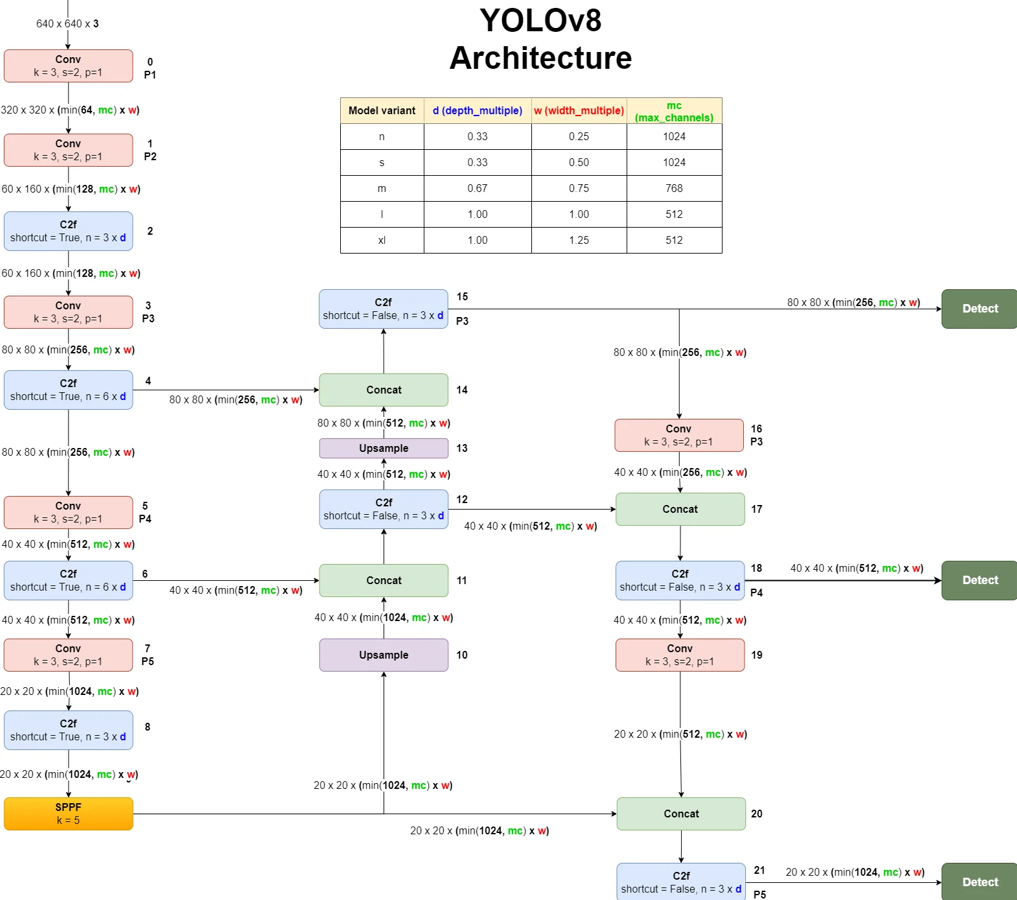 YOLOv8
Architecture
Model variant d (depth_multiple) w (width_multiple) mc (max_channels)
n 0.33 0.25 1024
s 0.33 0.50 1024
m 0.67 0.75 768
l 1.00 1.00 512
xl 1.00 1.25 512
640 x 640 x 3
Conv
k = 3, s=2, p=1
0
P1
320 x 320 x (min(64, mc) x w)
Conv
k = 3, s=2, p=1
1
P2
60 x 160 x (min(128, mc) x w)
C2f
shortcut = True, n = 3 x d
2
60 x 160 x (min(128, mc) x w)
Conv
k = 3, s=2, p=1
3
P3
80 x 80 x (min(256, mc) x w)
C2f
shortcut = True, n = 6 x d
4
80 x 80 x (min(256, mc) x w)
80 x 80 x (min(256, mc) x w)
Conv
k = 3, s=2, p=1
5
P4
40 x 40 x (min(512, mc) x w)
C2f
shortcut = True, n = 6 x d
6
40 x 40 x (min(512, mc) x w)
40 x 40 x (min(512, mc) x w)
Conv
k = 3, s=2, p=1
7
P5
20 x 20 x (min(1024, mc) x w)
C2f
shortcut = True, n = 3 x d
8
20 x 20 x (min(1024, mc) x w)
SPPF
k = 5
C2f
shortcut = False, n = 3 x d
15
P3
Concat
14
80 x 80 x (min(512, mc) x w)
Upsample
13
40 x 40 x (min(512, mc) x w)
C2f
shortcut = False, n = 3 x d
12
40 x 40 x (min(512, mc) x w)
Concat
11
40 x 40 x (min(1024, mc) x w)
Upsample
10
20 x 20 x (min(1024, mc) x w)
20 x 20 x (min(1024, mc) x w)
80 x 80 x (min(256, mc) x w)
Detect
80 x 80 x (min(256, mc) x w)
Conv
k = 3, s=2, p=1
16
P3
40 x 40 x (min(256, mc) x w)
Concat
17
C2f
shortcut = False, n = 3 x d
18
P4
40 x 40 x (min(512, mc) x w)
Detect
40 x 40 x (min(512, mc) x w)
Conv
k = 3, s=2, p=1
19
20 x 20 x (min(512, mc) x w)
Concat
20
C2f
shortcut = False, n = 3 x d
21
P5
20 x 20 x (min(1024, mc) x w)
Detect